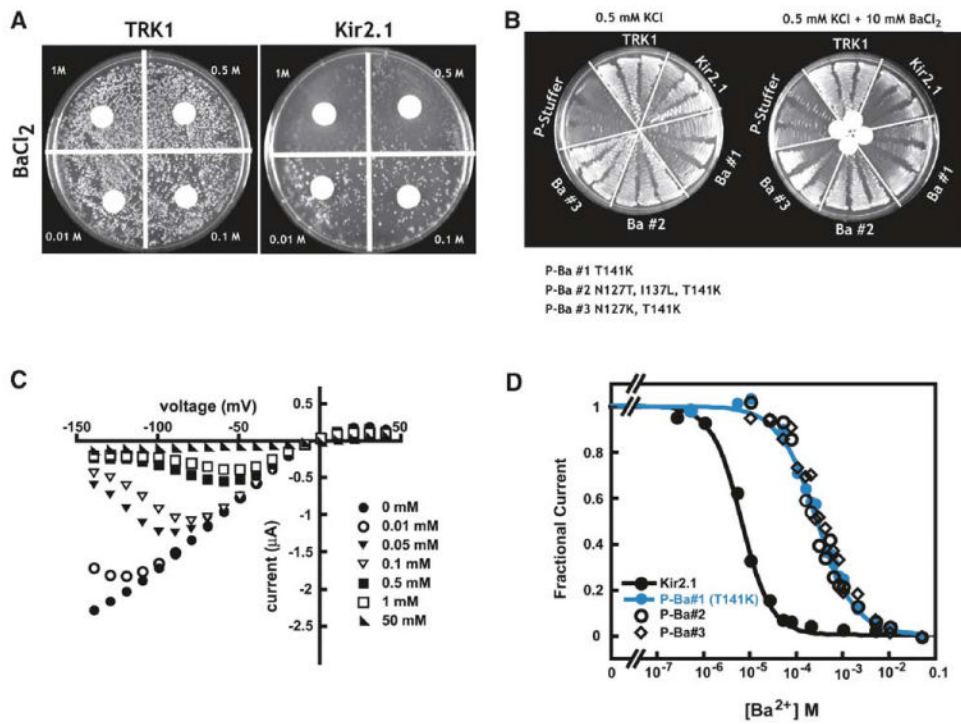 A
TRK1
Kir2.1
1M
0.5 M
1M
0.5 M
BaCl2
0.01 M
0.1 M
0.01 M
0.1 M
B
0.5 mM KCl
0.5 mM KCl + 10 mM BaCl2
TRK1
Kir2.1
Ba #1
Ba #2
Ba #3
P-Stuffer
TRK1
Kir2.1
Ba #1
Ba #2
Ba #3
P-Stuffer
P-Ba #1 T141K
P-Ba #2 N127T, I137L, T141K
P-Ba #3 N127K, T141K
C
voltage (mV)
-150 -100 -50 50
0.5
0
-0.5
-1
-1.5
-2
-2.5
current (μA)
0 mM
0.01 mM
0.05 mM
0.1 mM
0.5 mM
1 mM
50 mM
D
Fractional Current
1
0.8
0.6
0.4
0.2
0
Kir2.1
P-Ba#1 (T141K)
P-Ba#2
P-Ba#3
0 10-7 10-6 10-5 10-4 10-3 10-2 0.1
[Ba2+] M